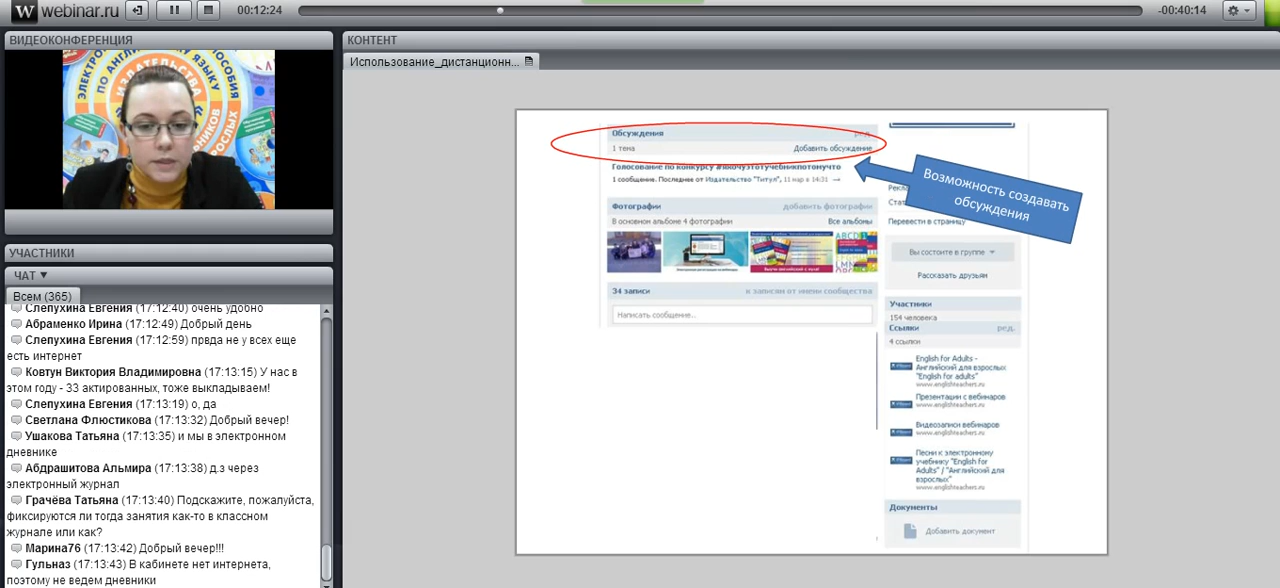 W webinar.ru
00:12:24
-00:40:14
ВИДЕОКОНФЕРЕНЦИЯ
ЭЛЕКТРОН
ПОСОБИЯ
ПО АНГЛИ
ЯЗЫКУ
ИЗДАТЕЛЬСТВА
УЧАСТНИКИ
ЧАТ ▼
Всем (365)
Слепухина Евгения (17:12:40) очень удобно
Абраменко Ирина (17:12:49) Добрый день
Слепухина Евгения (17:12:59) првда не у всех еще
есть интернет
Ковтун Виктория Владимировна (17:13:15) У нас в
этом году - 33 актированных, тоже выкладываем!
Слепухина Евгения (17:13:19) о, да
Светлана Флюстикова (17:13:32) Добрый вечер!
Ушакова Татьяна (17:13:35) и мы в электронном
дневнике
Абдрашитова Альмира (17:13:38) д.з через
электронный журнал
Грачёва Татьяна (17:13:40) Подскажите, пожалуйста,
фиксируются ли тогда занятия как-то в классном
журнале или как?
Марина76 (17:13:42) Добрый вечер!!!
Гульназ (17:13:43) В кабинете нет интернета,
поэтому не ведем дневники
КОНТЕНТ
Использование_дистанционн...
Обсуждения
ред.
1 тема
Добавить обсуждение
Голосование по конкурсу #яхочуэтотучебникпотомучто
1 сообщение. Последнее от Издательство "Титул", 11 мар в 14:31 →
Фотографии
добавить фотографии
В основном альбоме 4 фотографии
Все альбомы
34 записи
к записям от имени сообщества
Написать сообщение...
Возможность создавать
обсуждения
Рекл
Стат
Перевести в страницу
Вы состоите в группе
Рассказать друзьям
Участники
154 человека
Ссылки
ред.
4 ссылки
English for Adults -
Английский для взрослых
"English for adults"
www.englishteachers.ru
Презентации с вебинаров
www.englishteachers.ru
Видеозаписи вебинаров
www.englishteachers.ru
Песни к электронному
учебнику "English for
Adults" / "Английский для
взрослых"
www.englishteachers.ru
Документы
Добавить документ